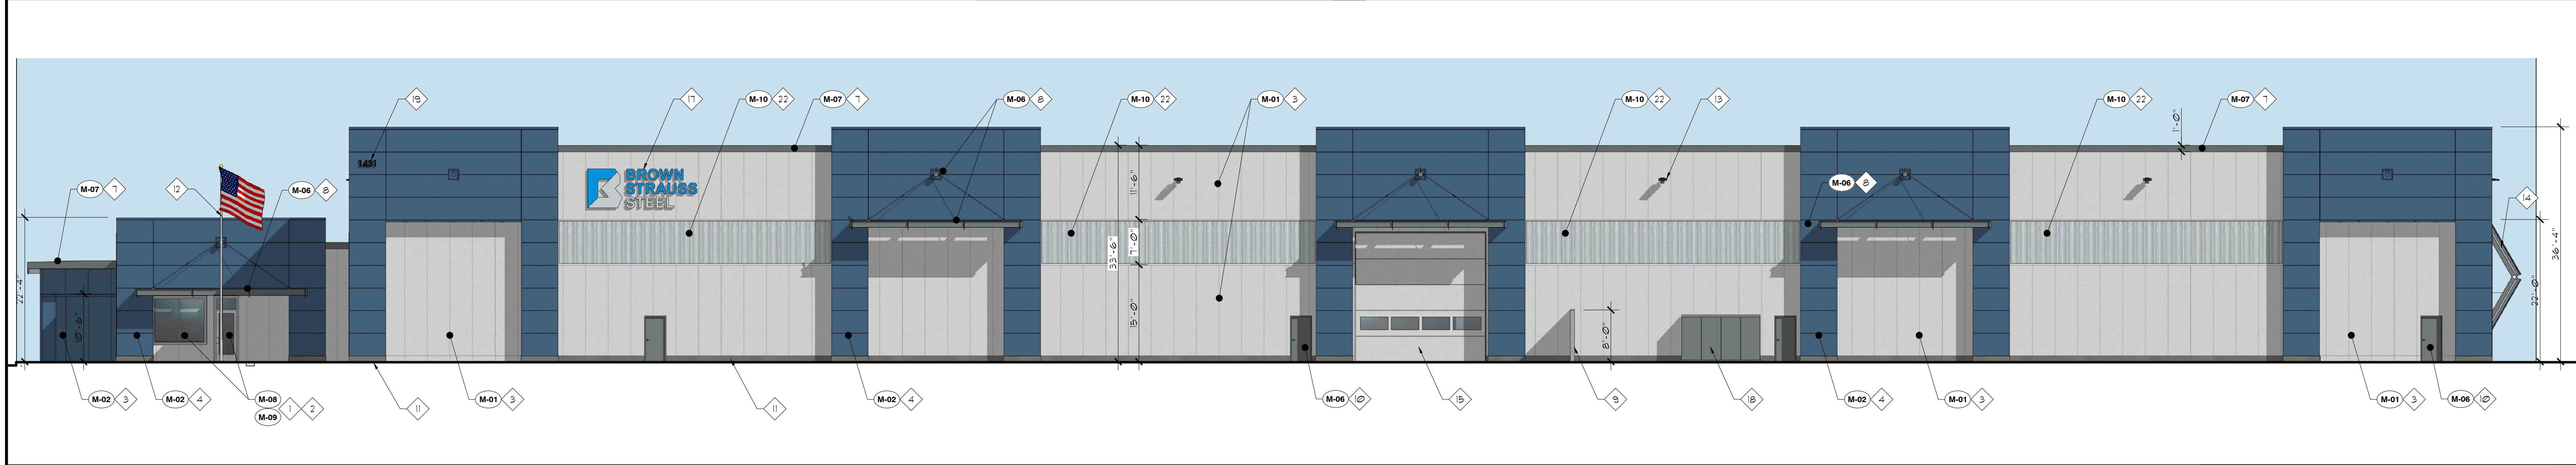 19
17
M-10 22
M-07 7
M-06 8
M-10 22
M-01 3
M-10 22
13
M-10 22
M-07 7
1'-0"
36'-4"
1431
BROWN
STRAUSS
STEEL
M-07 7
12
M-06 8
M-06 8
14
11'-6"
7'-0"
33'-6"
15'-0"
22'-4"
10'-6"
8'-0"
22'-0"
M-02 3
M-02 4
M-08
M-09 1 2
11
M-01 3
11
M-02 4
M-06 10
15
9
18
M-02 4
M-01 3
M-01 3
M-06 10